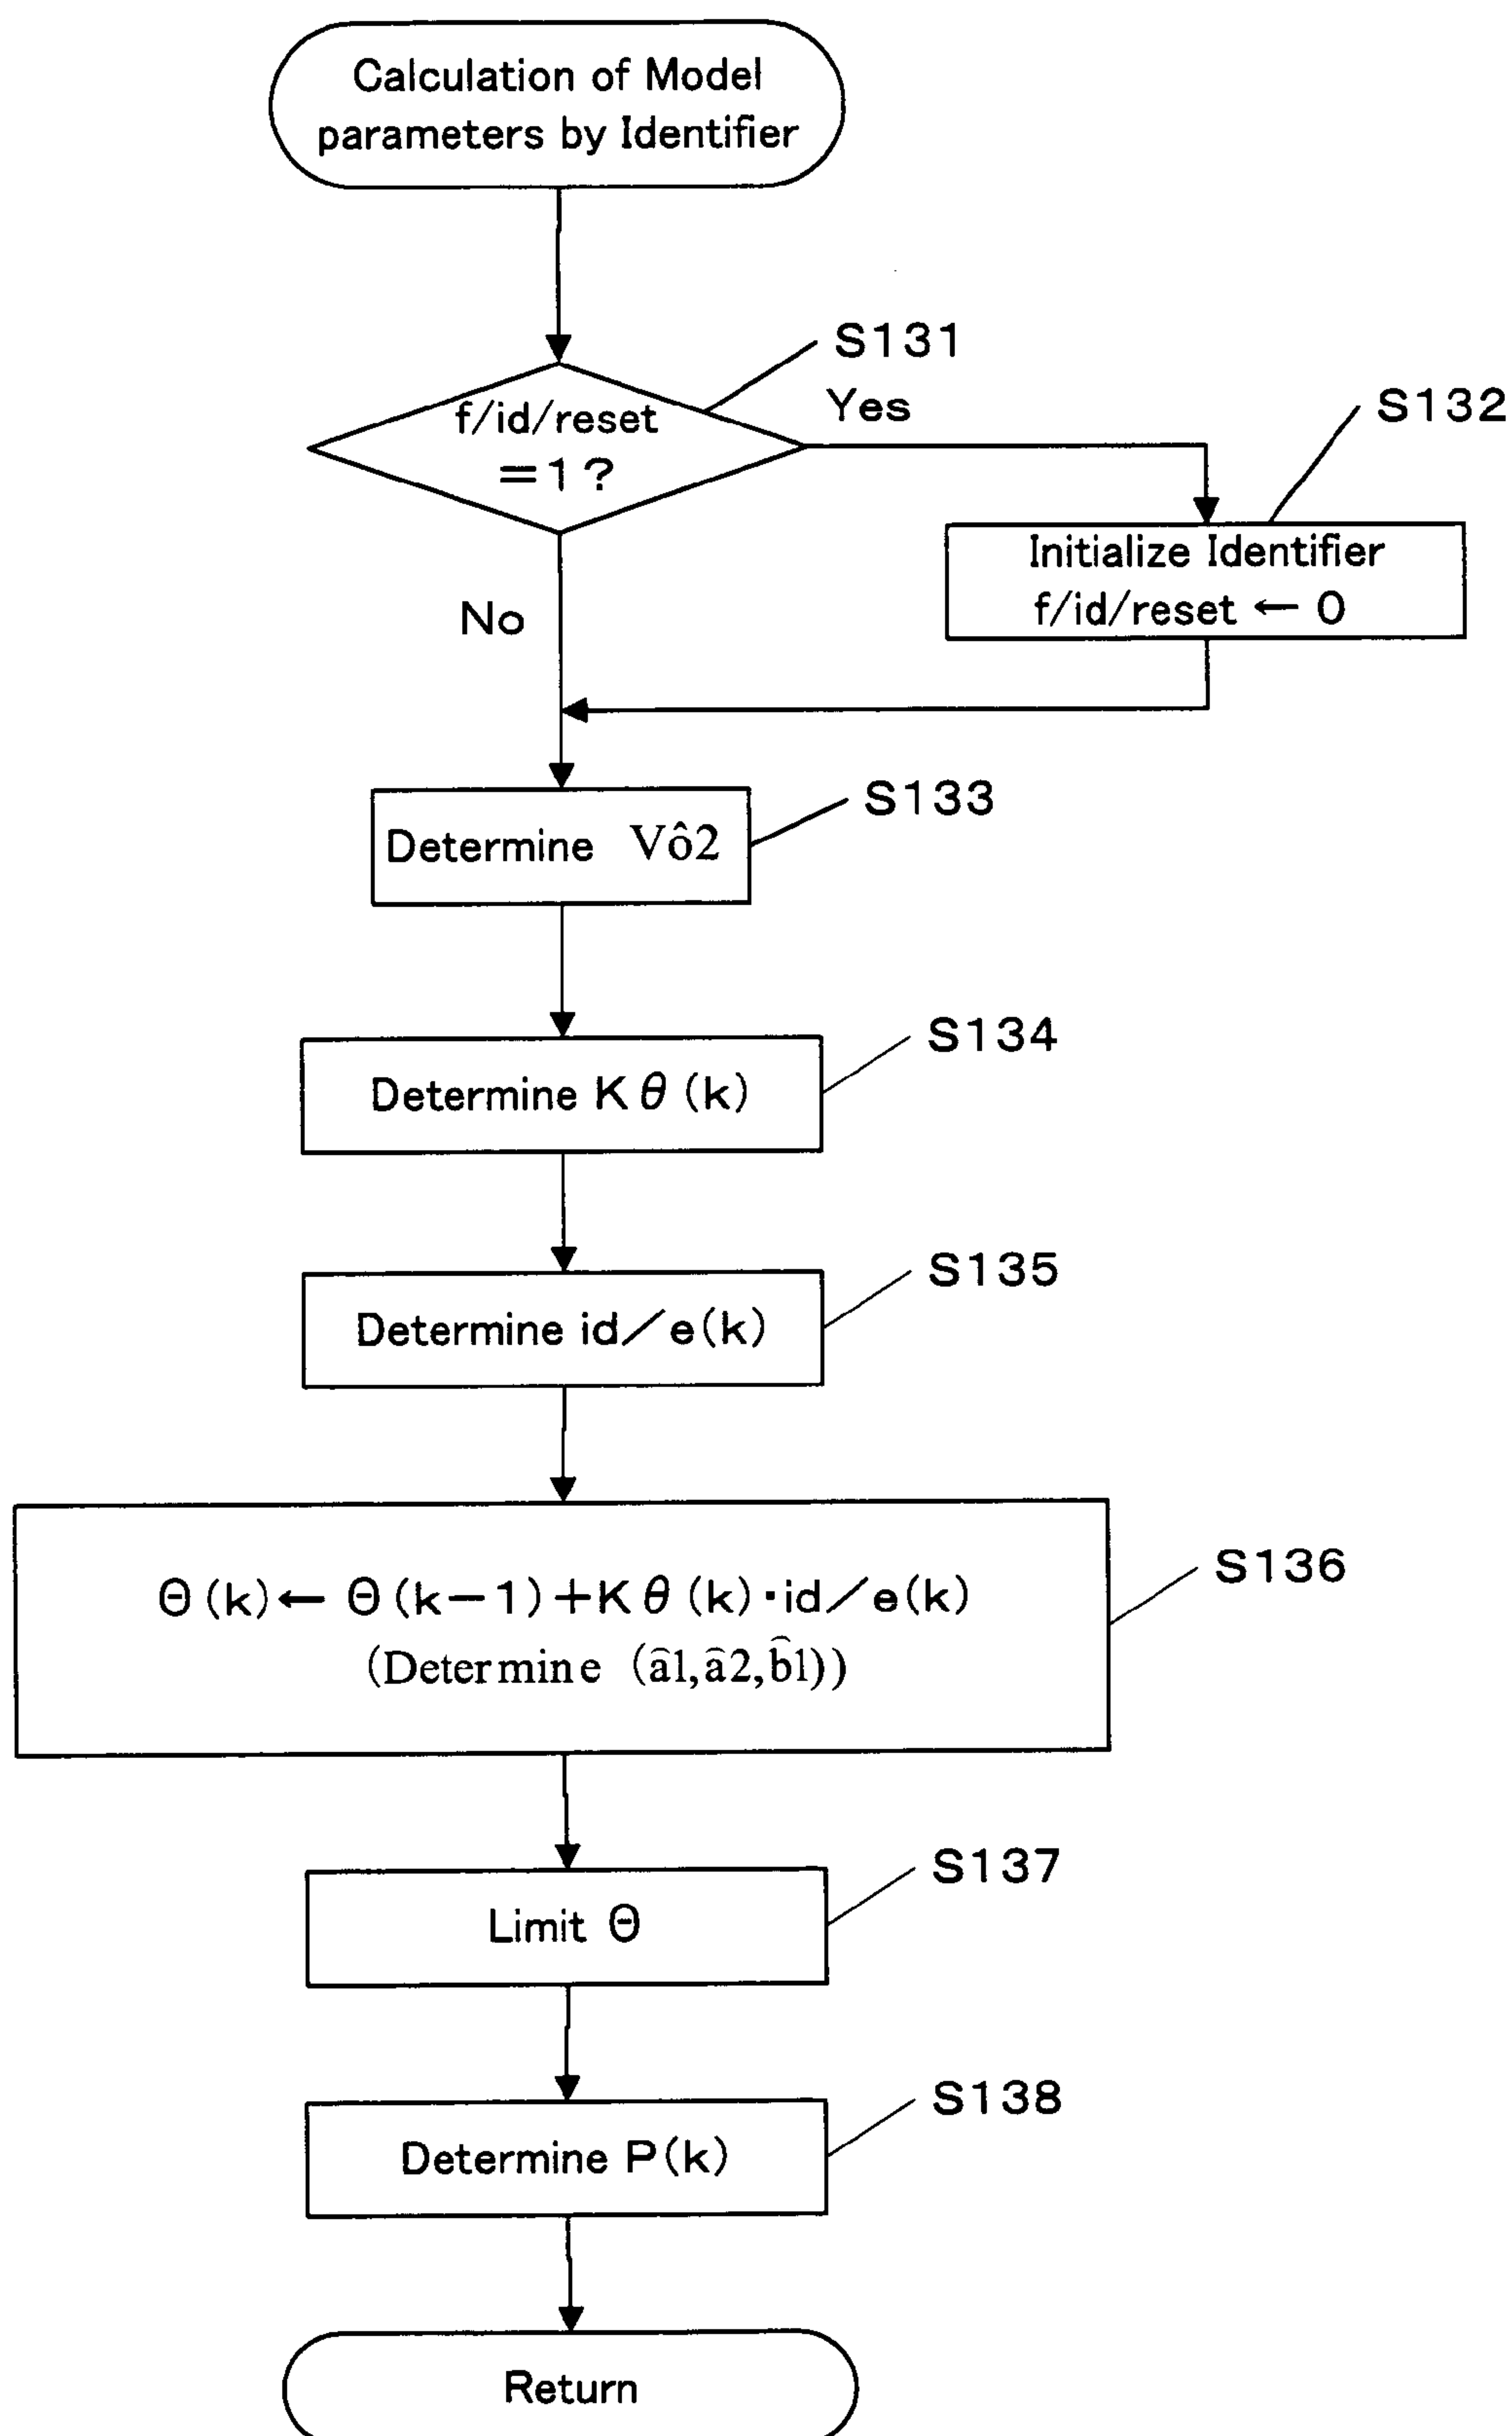 Calculation of Model
parameters by Identifier
S131
f/id/reset
=1?
Yes
S132
Initialize Identifier
f/id/reset ← 0
No
S133
Determine Vô2
S134
Determine Kθ(k)
S135
Determine id/e(k)
S136
Θ(k)← Θ(k-1)+Kθ(k)·id/e(k)
(Determine (â1,â2,b̂1))
S137
Limit Θ
S138
Determine P(k)
Return